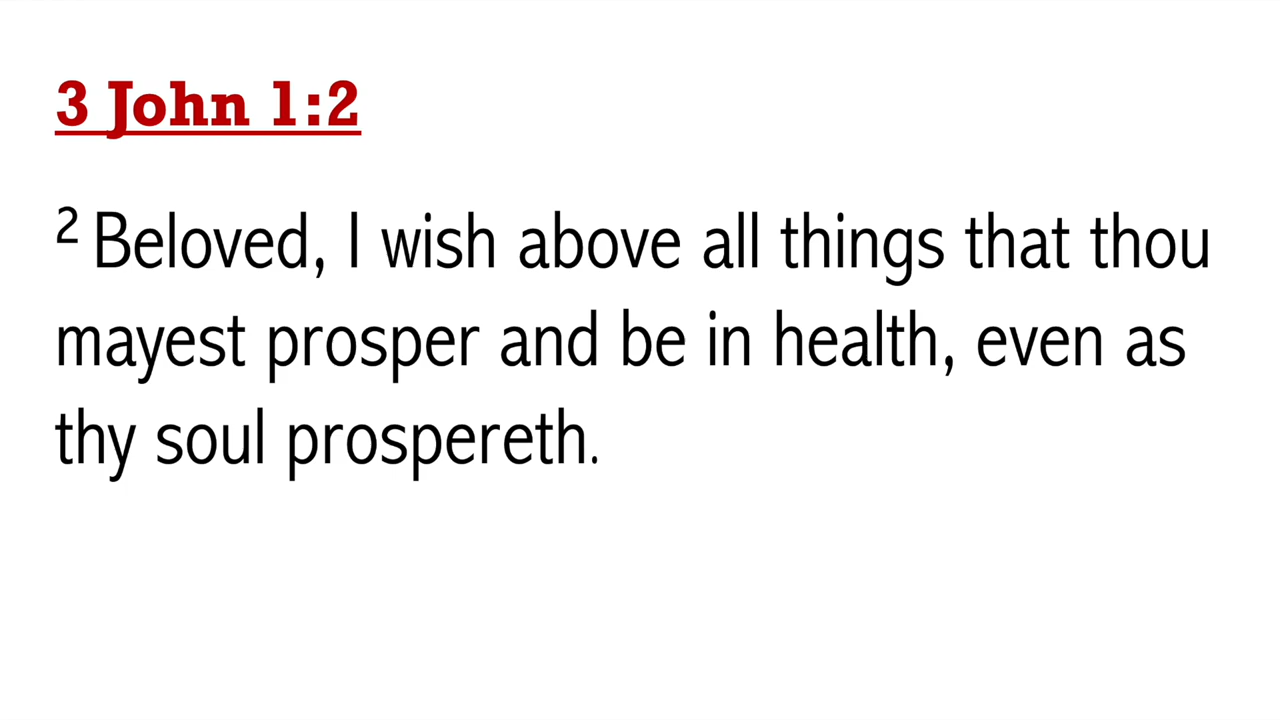 3 John 1:2
2 Beloved, I wish above all things that thou
mayest prosper and be in health, even as
thy soul prospereth.